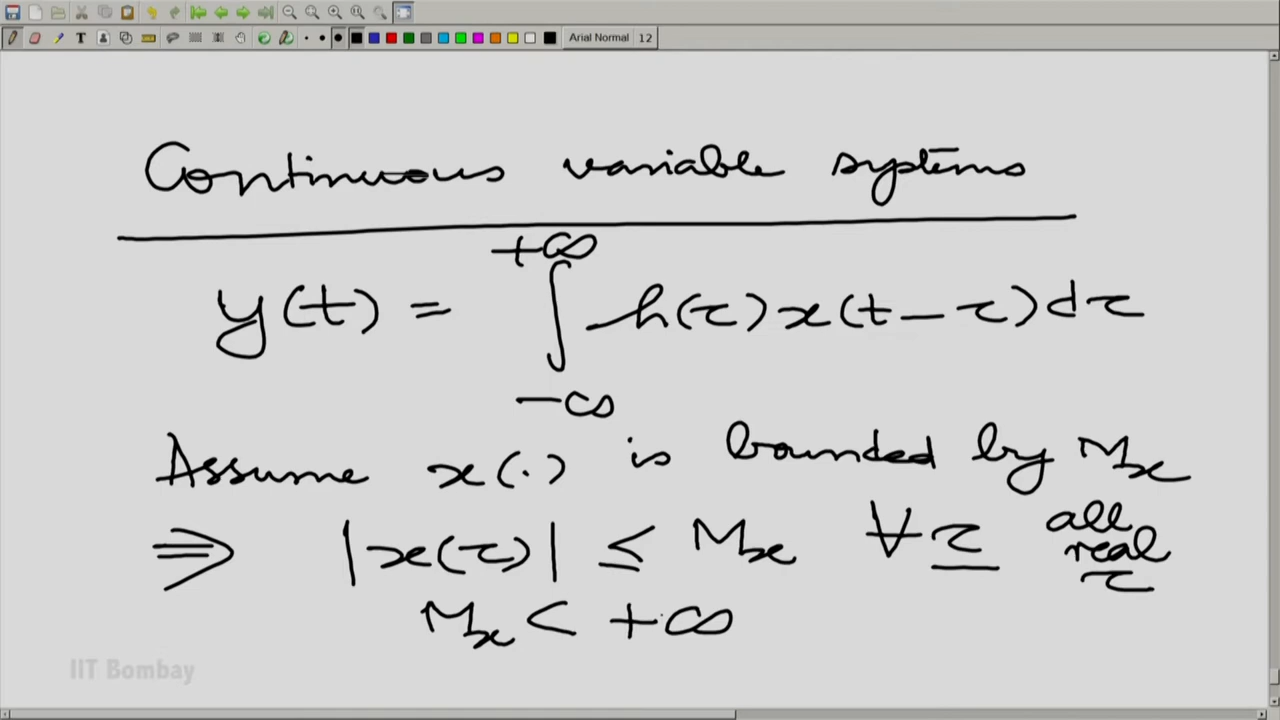 Arial Normal 12
Continuous variable systems
+∞
y(t) = ∫ h(τ)x(t-τ)dτ
-∞
Assume x(·) is bounded by Mx
⇒ |x(τ)| ≤ Mx ∀ τ all real τ
Mx < +∞
IIT Bombay